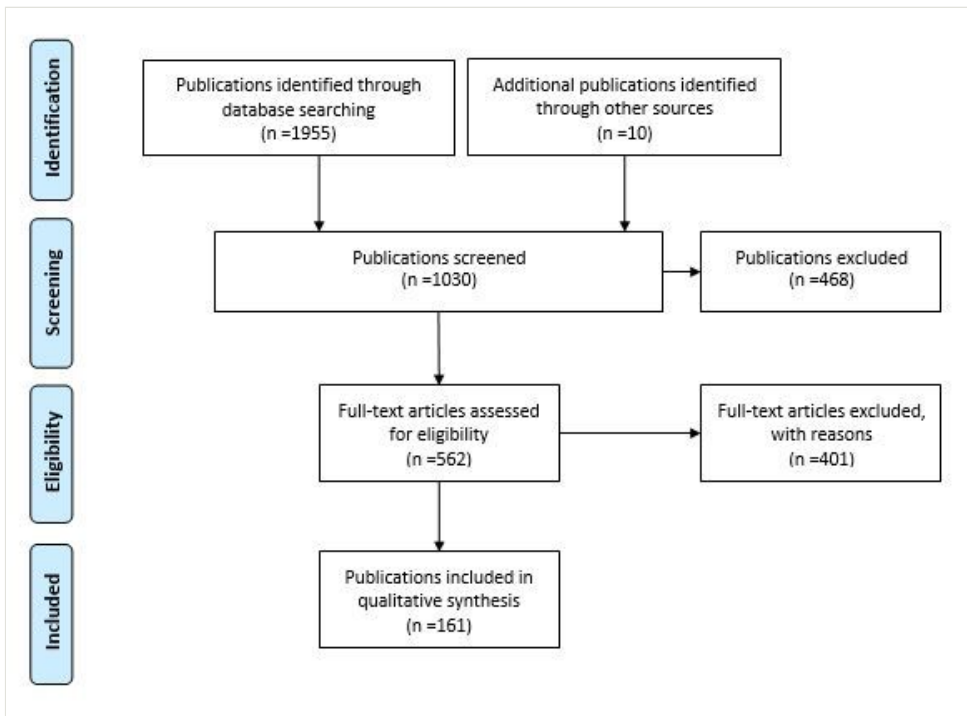 Identification
Publications identified through
database searching
(n =1955)
Additional publications identified
through other sources
(n =10)
Screening
Publications screened
(n =1030)
Publications excluded
(n =468)
Eligibility
Full-text articles assessed
for eligibility
(n =562)
Full-text articles excluded,
with reasons
(n =401)
Included
Publications included in
qualitative synthesis
(n =161)